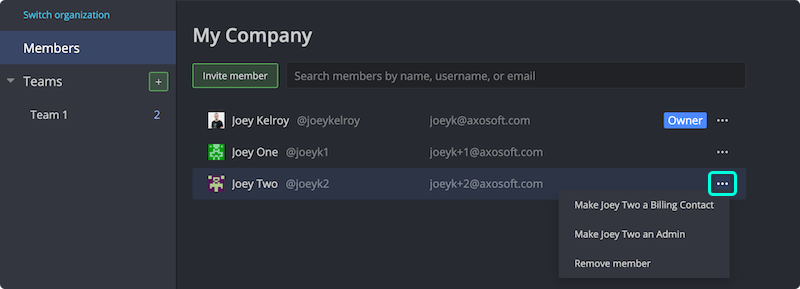 Switch organization
Members
Teams +
Team 1 2
My Company
Invite member Search members by name, username, or email
Joey Kelroy @joeykelroy joeyk@axosoft.com Owner ...
Joey One @joeyk1 joeyk+1@axosoft.com ...
Joey Two @joeyk2 joeyk+2@axosoft.com ...
Make Joey Two a Billing Contact
Make Joey Two an Admin
Remove member